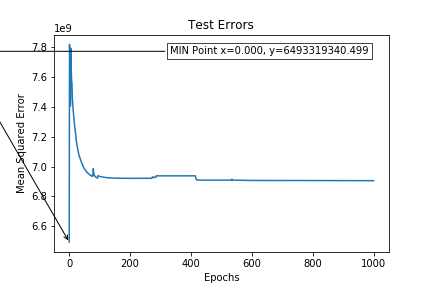 Test Errors
1e9
MIN Point x=0.000, y=6493319340.499
7.8
7.6
7.4
7.2
7.0
6.8
6.6
Mean Squared Error
0 200 400 600 800 1000
Epochs